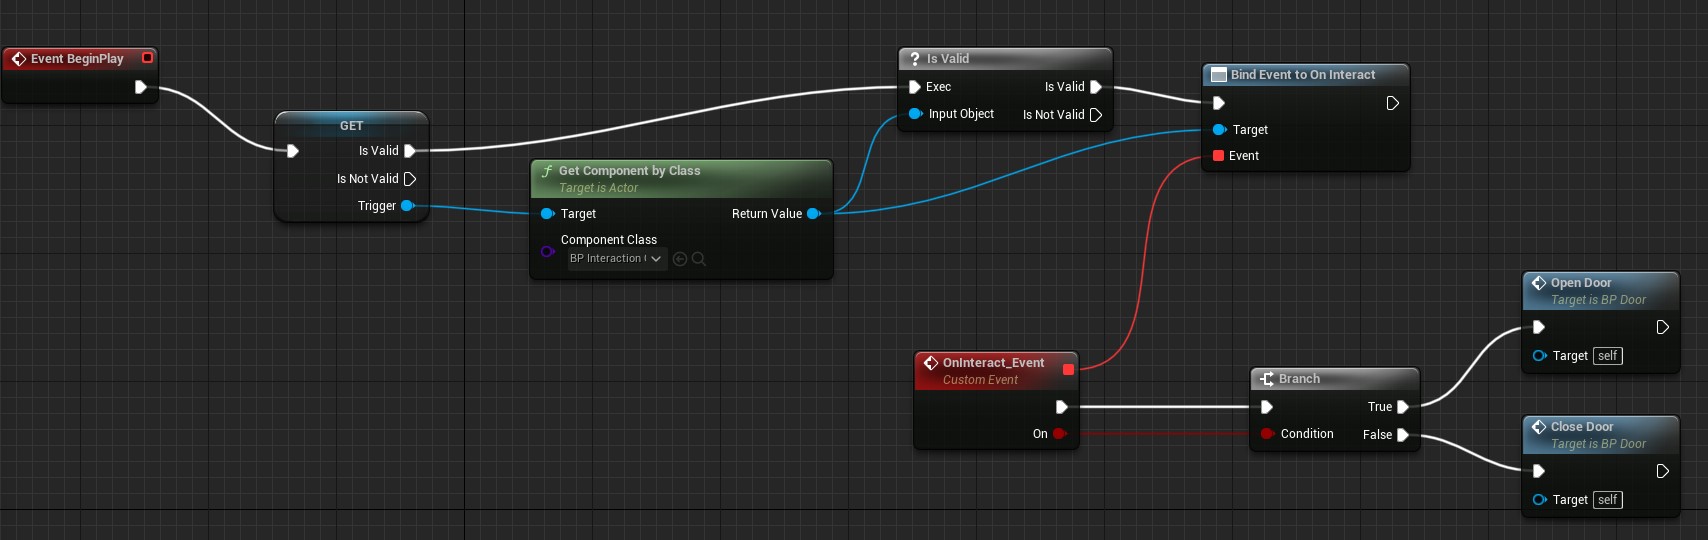 Event BeginPlay
GET
Is Valid
Is Not Valid
Trigger
Get Component by Class
Target is Actor
Target
Return Value
Component Class
BP Interaction
Is Valid
Exec
Is Valid
Input Object
Is Not Valid
Bind Event to On Interact
Target
Event
OnInteract_Event
Custom Event
On
Branch
True
Condition
False
Open Door
Target is BP Door
Target self
Close Door
Target is BP Door
Target self